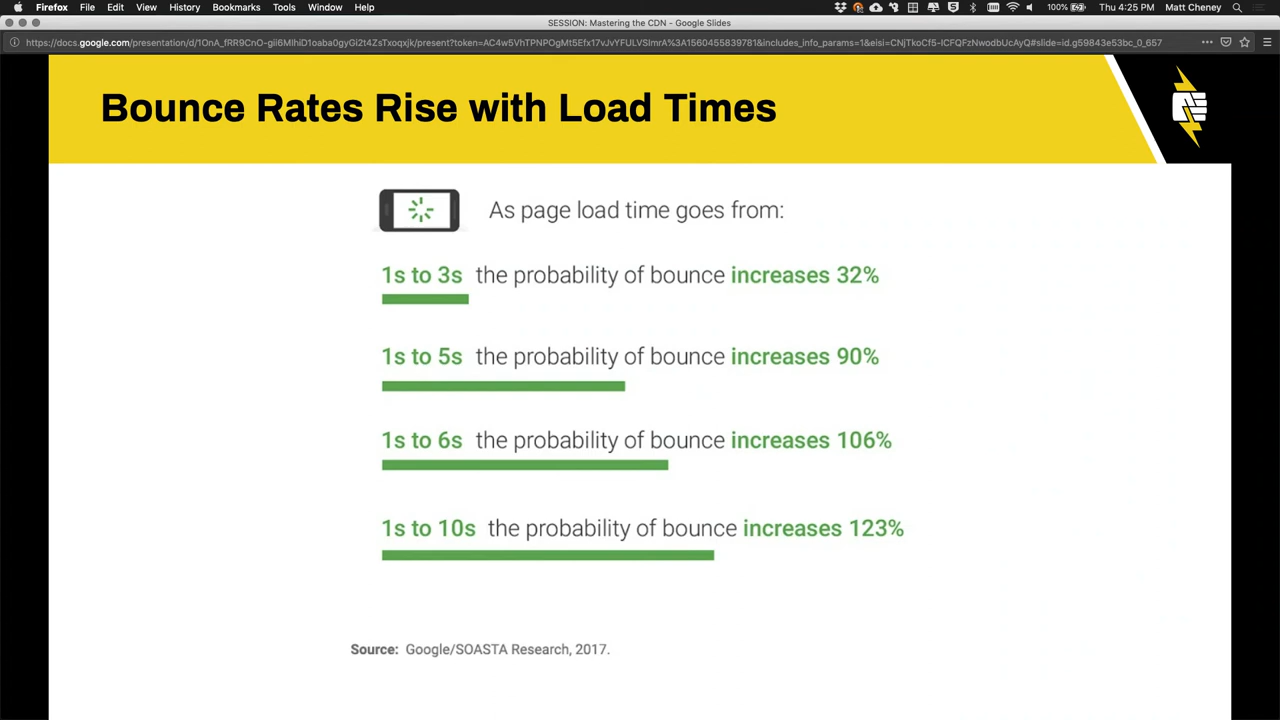 Firefox File Edit View History Bookmarks Tools Window Help 100% Thu 4:25 PM Matt Cheney
SESSION: Mastering the CDN - Google Slides
Bounce Rates Rise with Load Times
As page load time goes from:
1s to 3s the probability of bounce increases 32%
1s to 5s the probability of bounce increases 90%
1s to 6s the probability of bounce increases 106%
1s to 10s the probability of bounce increases 123%
Source: Google/SOASTA Research, 2017.